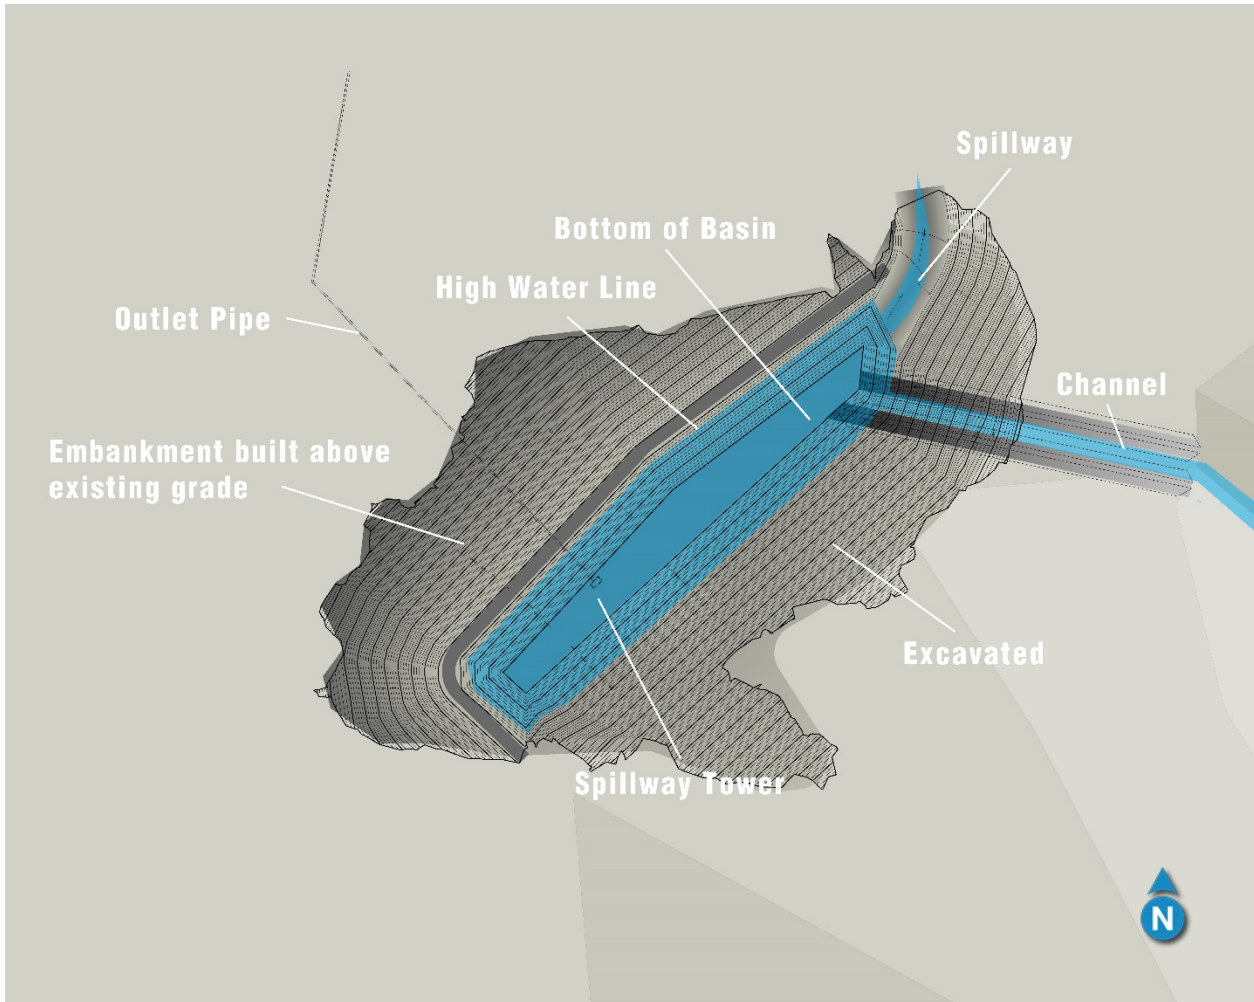 Spillway
Bottom of Basin
High Water Line
Outlet Pipe
Channel
Embankment built above
existing grade
Excavated
Spillway Tower
N